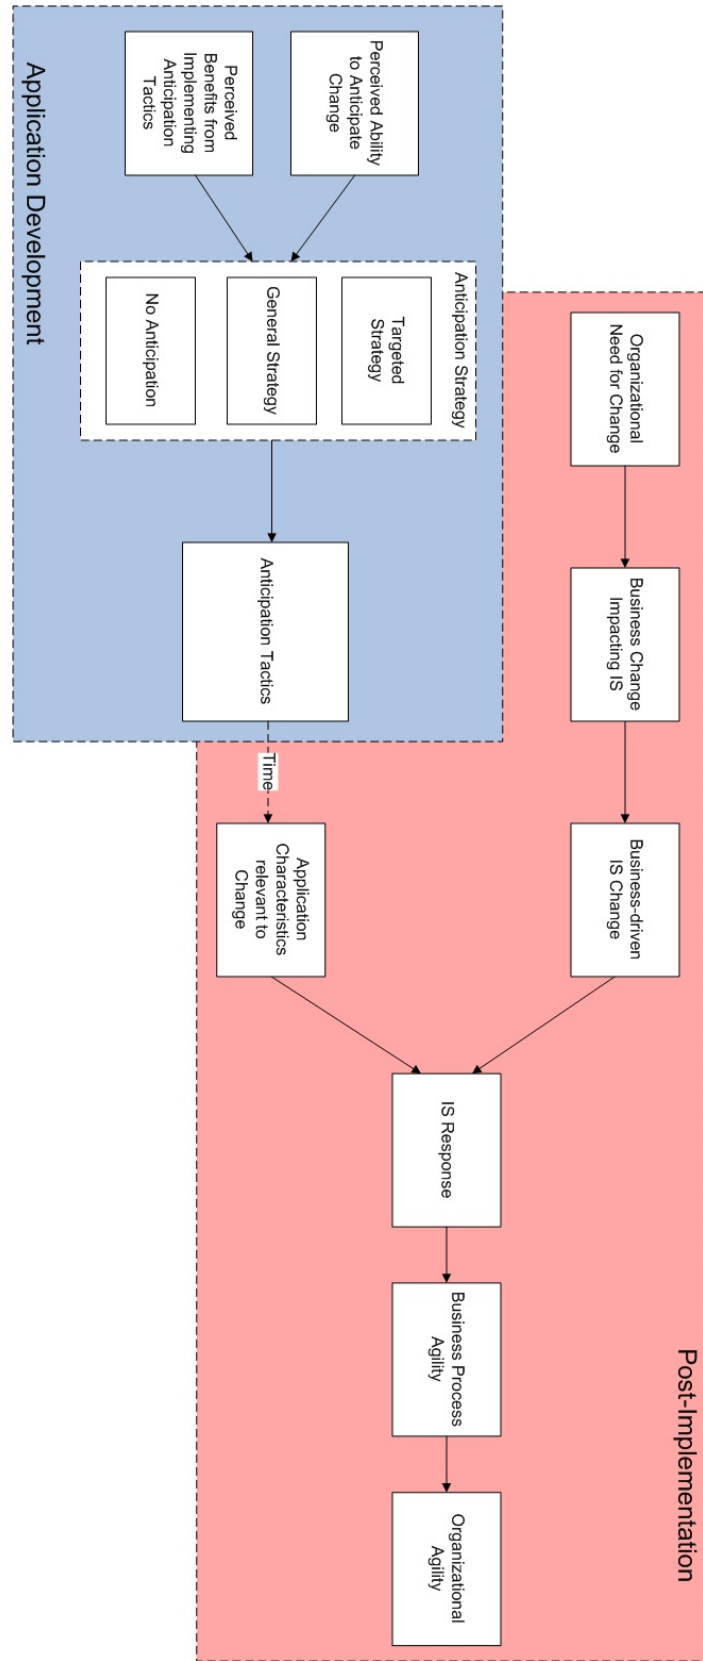 Post-Implementation
Organizational
Need for Change
Business Change
Impacting IS
Business-driven
IS Change
Perceived Ability
to Anticipate
Change
Perceived
Benefits from
Implementing
Anticipation
Tactics
Anticipation Strategy
Targeted
Strategy
General Strategy
No Anticipation
Anticipation Tactics
Time
Application
Characteristics
relevant to
Change
IS Response
Business Process
Agility
Organizational
Agility
Application Development